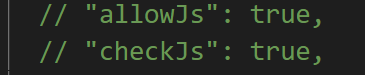 // "allowJs": true,
// "checkJs": true,